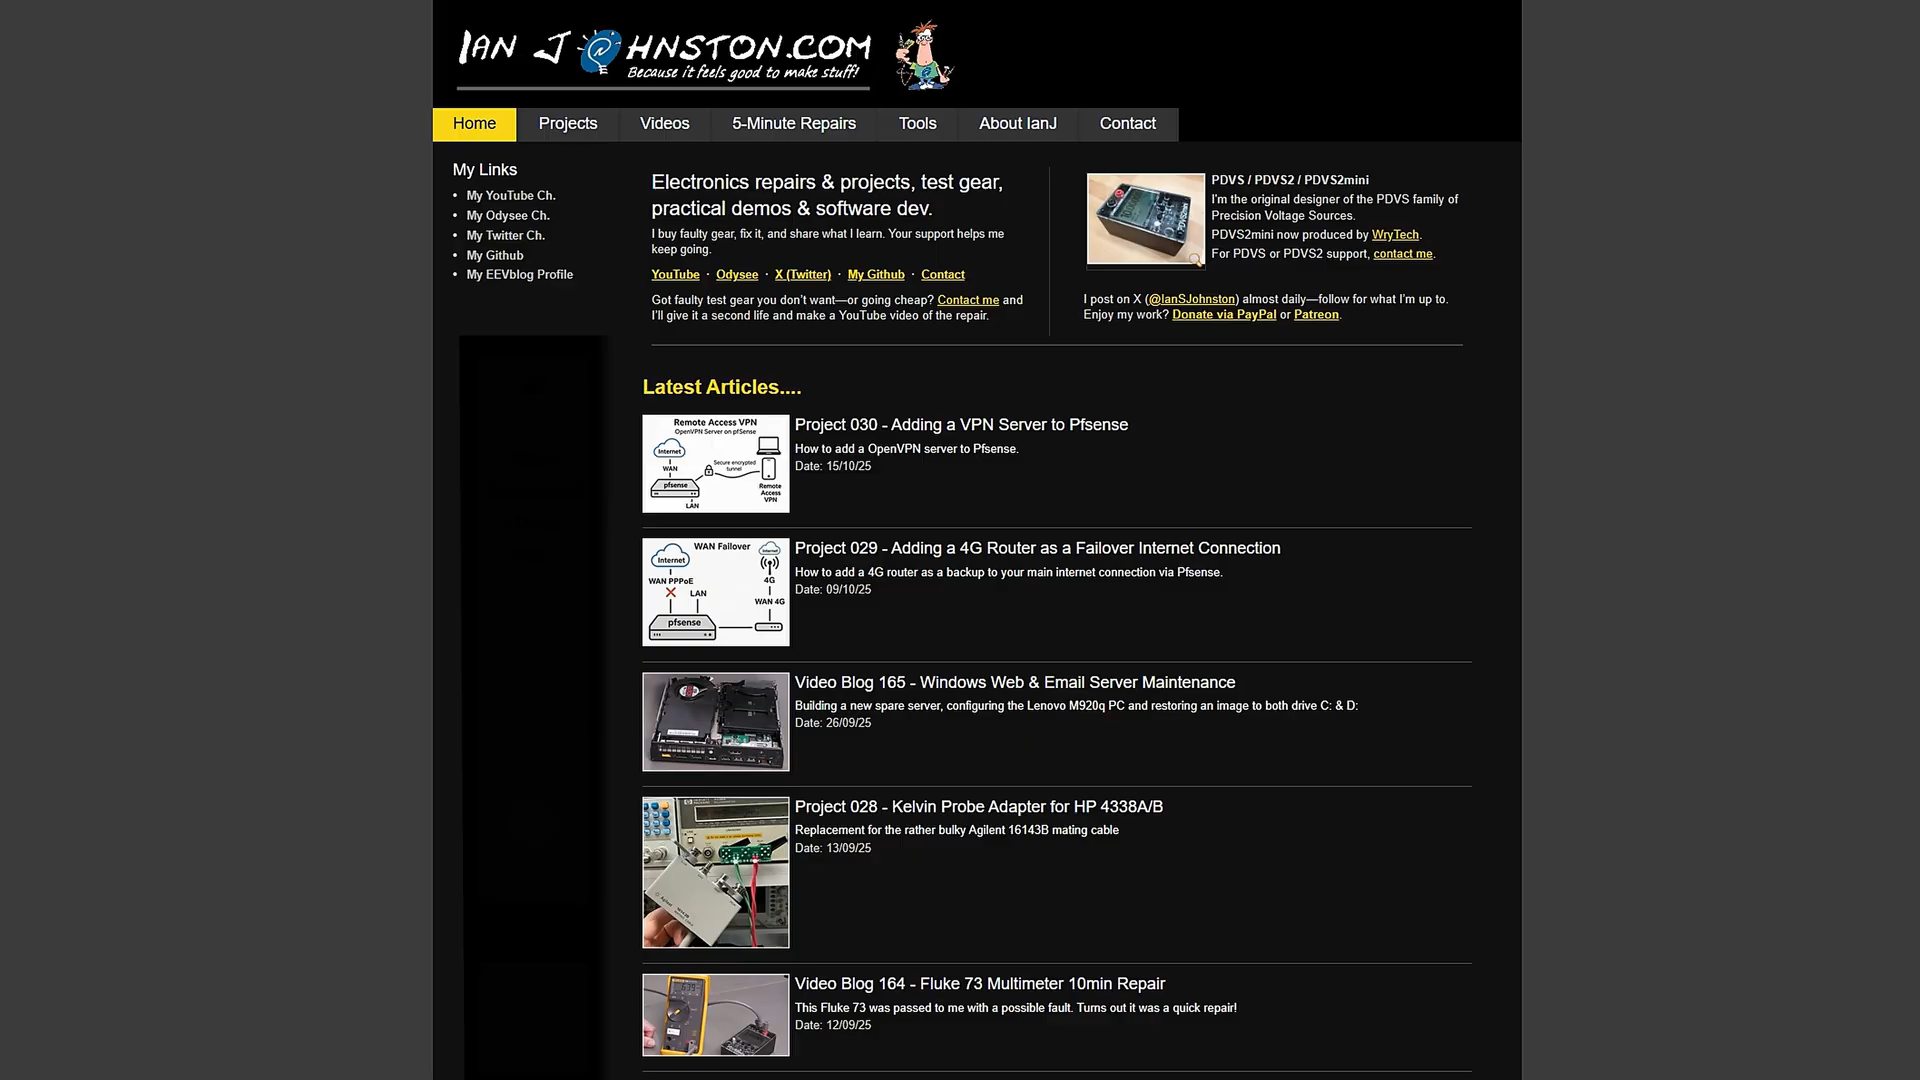 IAN JOHNSTON.COM
Because it feels good to make stuff!
Home
Projects
Videos
5-Minute Repairs
Tools
About IanJ
Contact
My Links
• My YouTube Ch.
• My Odysee Ch.
• My Twitter Ch.
• My Github
• My EEVblog Profile
Electronics repairs & projects, test gear,
practical demos & software dev.
I buy faulty gear, fix it, and share what I learn. Your support helps me
keep going.
YouTube · Odysee · X (Twitter) · My Github · Contact
Got faulty test gear you don’t want—or going cheap? Contact me and
I’ll give it a second life and make a YouTube video of the repair.
PDVS / PDVS2 / PDVS2mini
I'm the original designer of the PDVS family of
Precision Voltage Sources.
PDVS2mini now produced by WryTech.
For PDVS or PDVS2 support, contact me.
I post on X (@IanSJohnston) almost daily—follow for what I’m up to.
Enjoy my work? Donate via PayPal or Patreon.
Latest Articles....
Remote Access VPN
OpenVPN Server on pfSense
Internet
WAN
Secure encrypted
tunnel
pfsense
LAN
Remote
Access
VPN
Project 030 - Adding a VPN Server to Pfsense
How to add a OpenVPN server to Pfsense.
Date: 15/10/25
WAN Failover
Internet
Internet
WAN PPPoE
4G
LAN
WAN 4G
pfsense
Project 029 - Adding a 4G Router as a Failover Internet Connection
How to add a 4G router as a backup to your main internet connection via Pfsense.
Date: 09/10/25
Video Blog 165 - Windows Web & Email Server Maintenance
Building a new spare server, configuring the Lenovo M920q PC and restoring an image to both drive C: & D:
Date: 26/09/25
Project 028 - Kelvin Probe Adapter for HP 4338A/B
Replacement for the rather bulky Agilent 16143B mating cable
Date: 13/09/25
Video Blog 164 - Fluke 73 Multimeter 10min Repair
This Fluke 73 was passed to me with a possible fault. Turns out it was a quick repair!
Date: 12/09/25